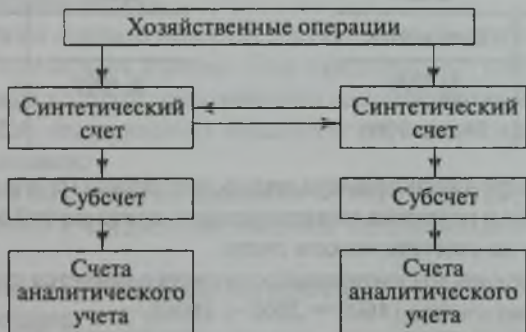 Хозяйственные операции
Синтетический
счет
Синтетический
счет
Субсчет
Субсчет
Счета
аналитического
учета
Счета
аналитического
учета